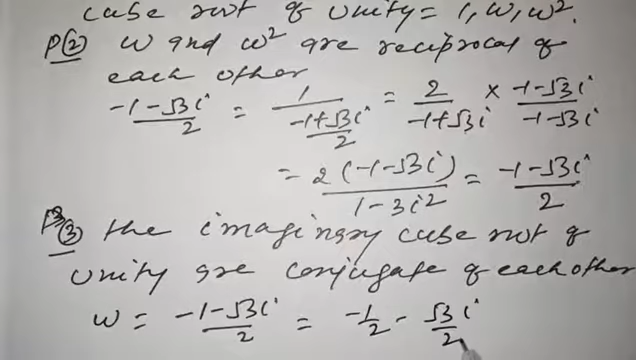 cube root of unity = 1, ω, ω².
P(2) ω and ω² are reciprocal of
each other
(-1-√3i)/2 = 1/((-1+√3i)/2) = 2/(-1+√3i) × (-1-√3i)/(-1-√3i)
= 2(-1-√3i)/(1-3i²) = (-1-√3i)/2
P(3) the imaginary cube root of
unity are conjugate of each other
ω = (-1-√3i)/2 = -1/2 - √3i/2